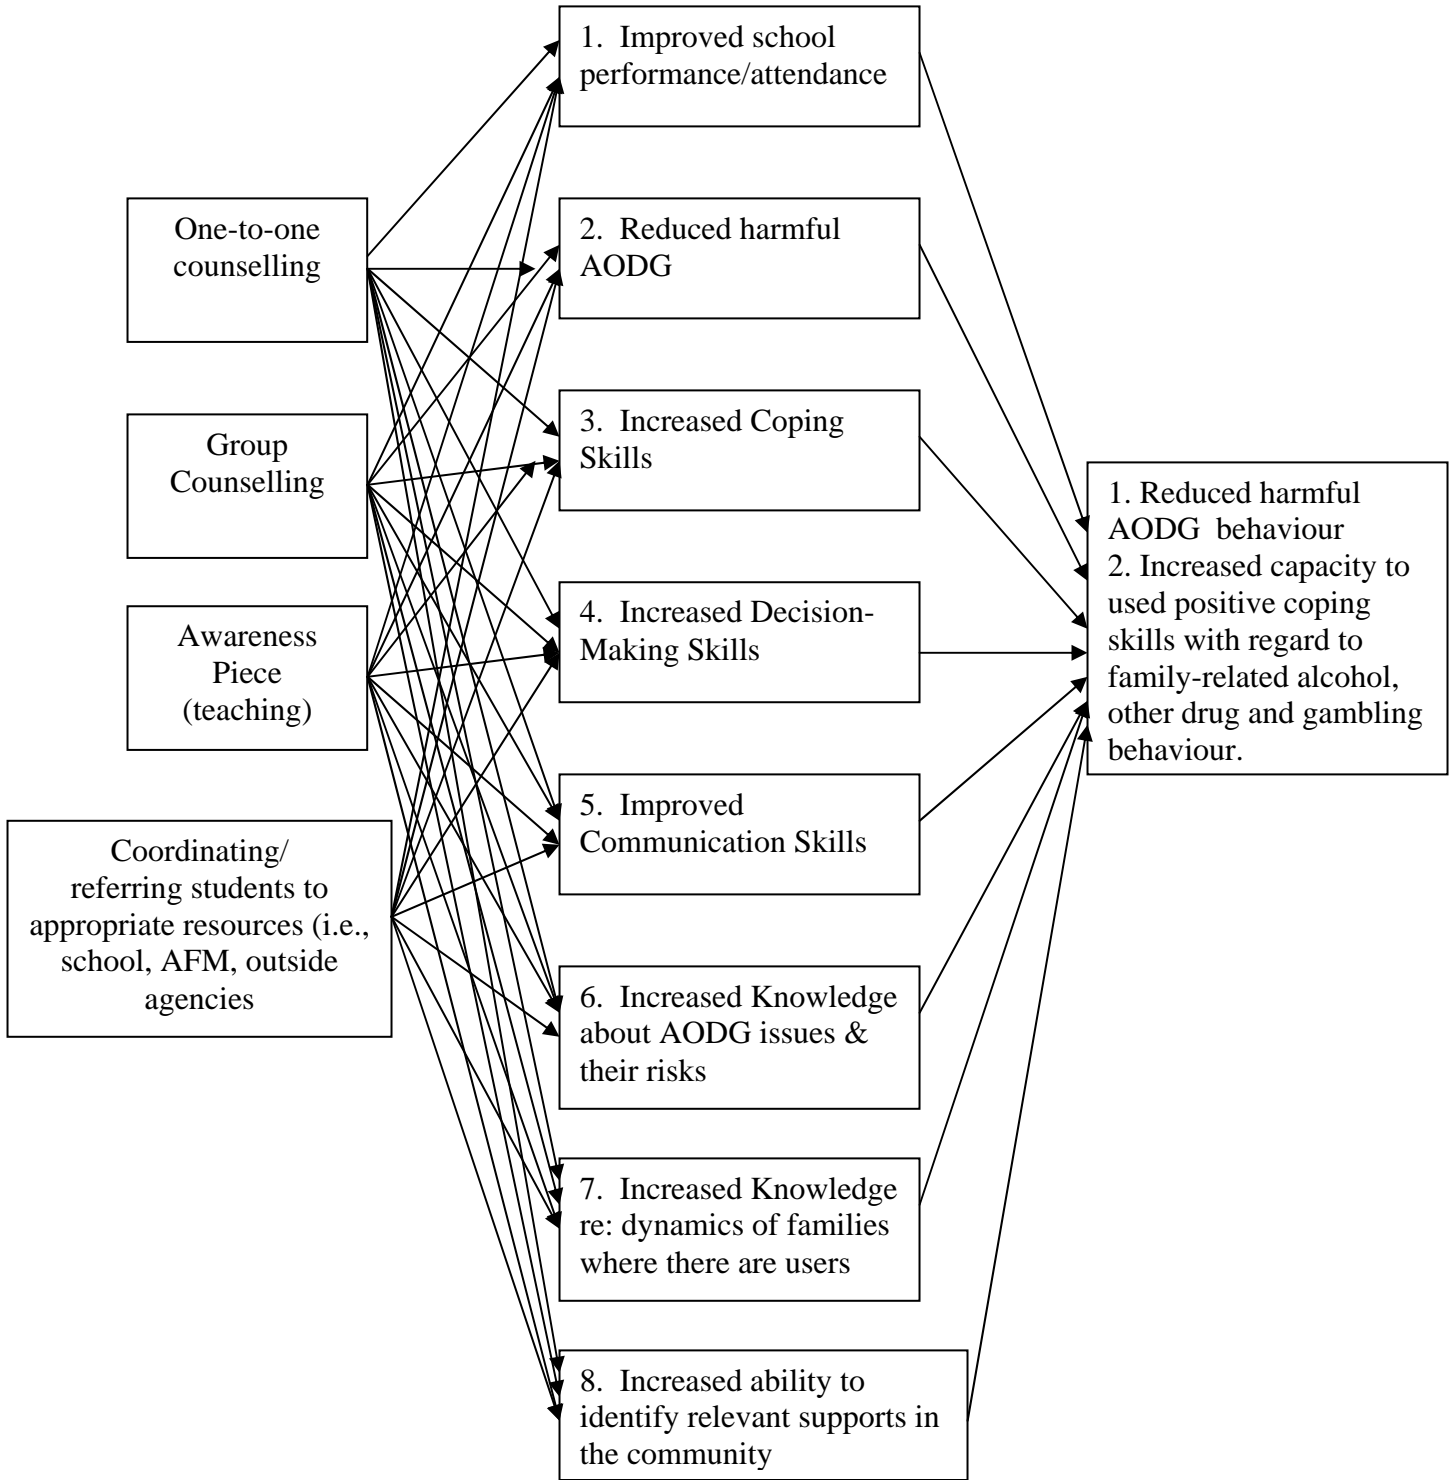 One-to-one
counselling
Group
Counselling
Awareness
Piece
(teaching)
Coordinating/
referring students to
appropriate resources (i.e.,
school, AFM, outside
agencies
1.  Improved school
performance/attendance
2.  Reduced harmful
AODG
3.  Increased Coping
Skills
4.  Increased Decision-
Making Skills
5.  Improved
Communication Skills
6.  Increased Knowledge
about AODG issues &
their risks
7.  Increased Knowledge
re: dynamics of families
where there are users
8.  Increased ability to
identify relevant supports in
the community
1. Reduced harmful
AODG  behaviour
2. Increased capacity to
used positive coping
skills with regard to
family-related alcohol,
other drug and gambling
behaviour.